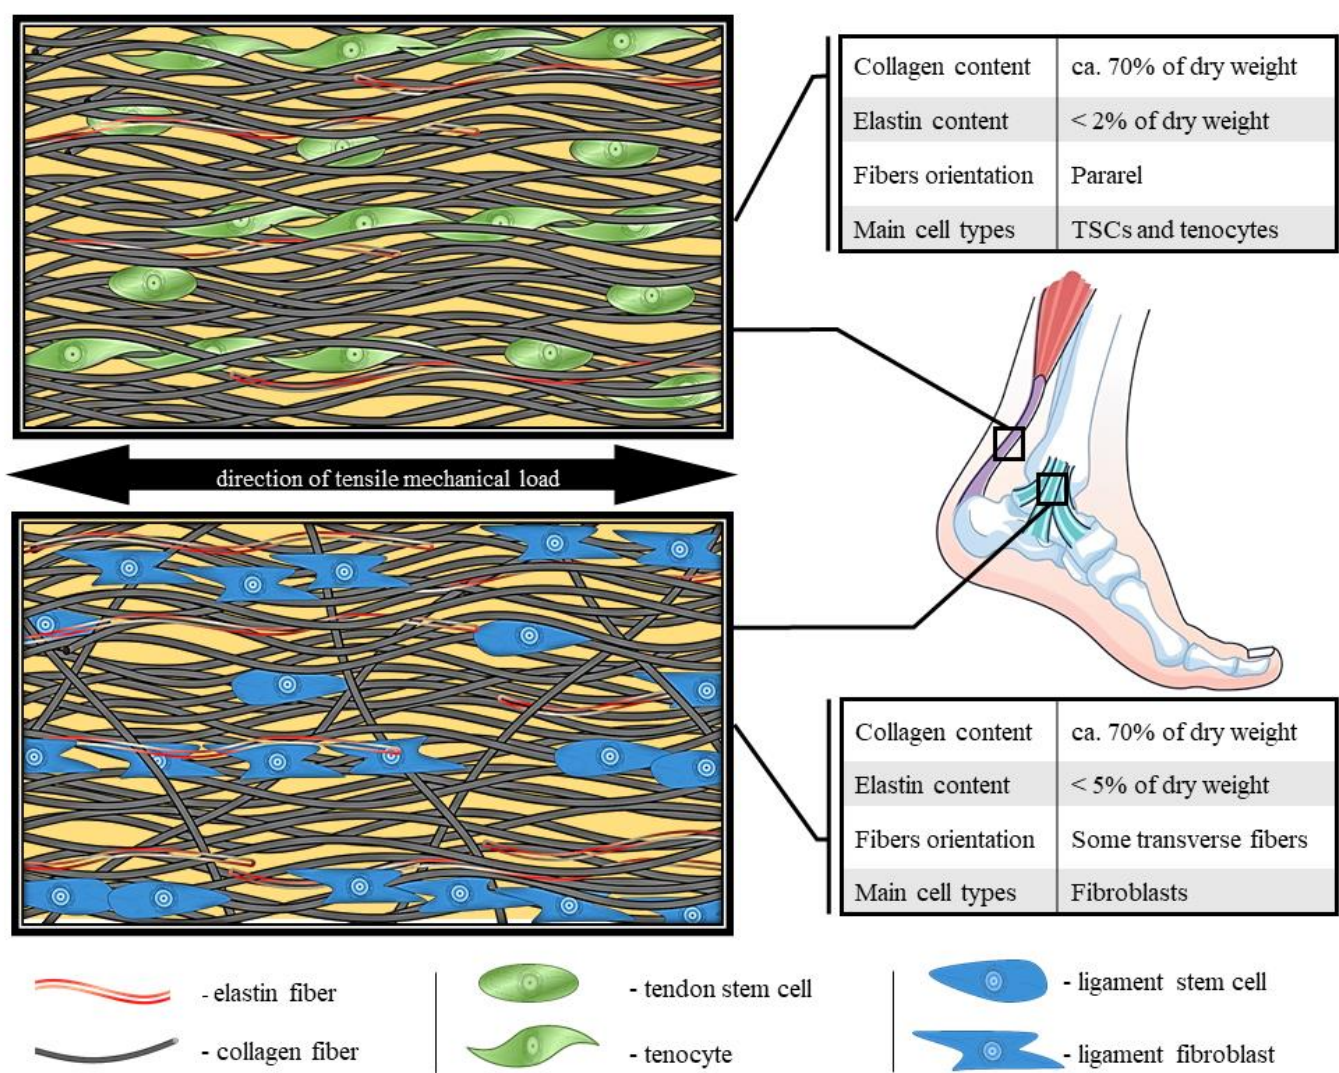 Collagen content ca. 70% of dry weight
Elastin content < 2% of dry weight
Fibers orientation Pararel
Main cell types TSCs and tenocytes
direction of tensile mechanical load
Collagen content ca. 70% of dry weight
Elastin content < 5% of dry weight
Fibers orientation Some transverse fibers
Main cell types Fibroblasts
- elastin fiber
- collagen fiber
- tendon stem cell
- tenocyte
- ligament stem cell
- ligament fibroblast